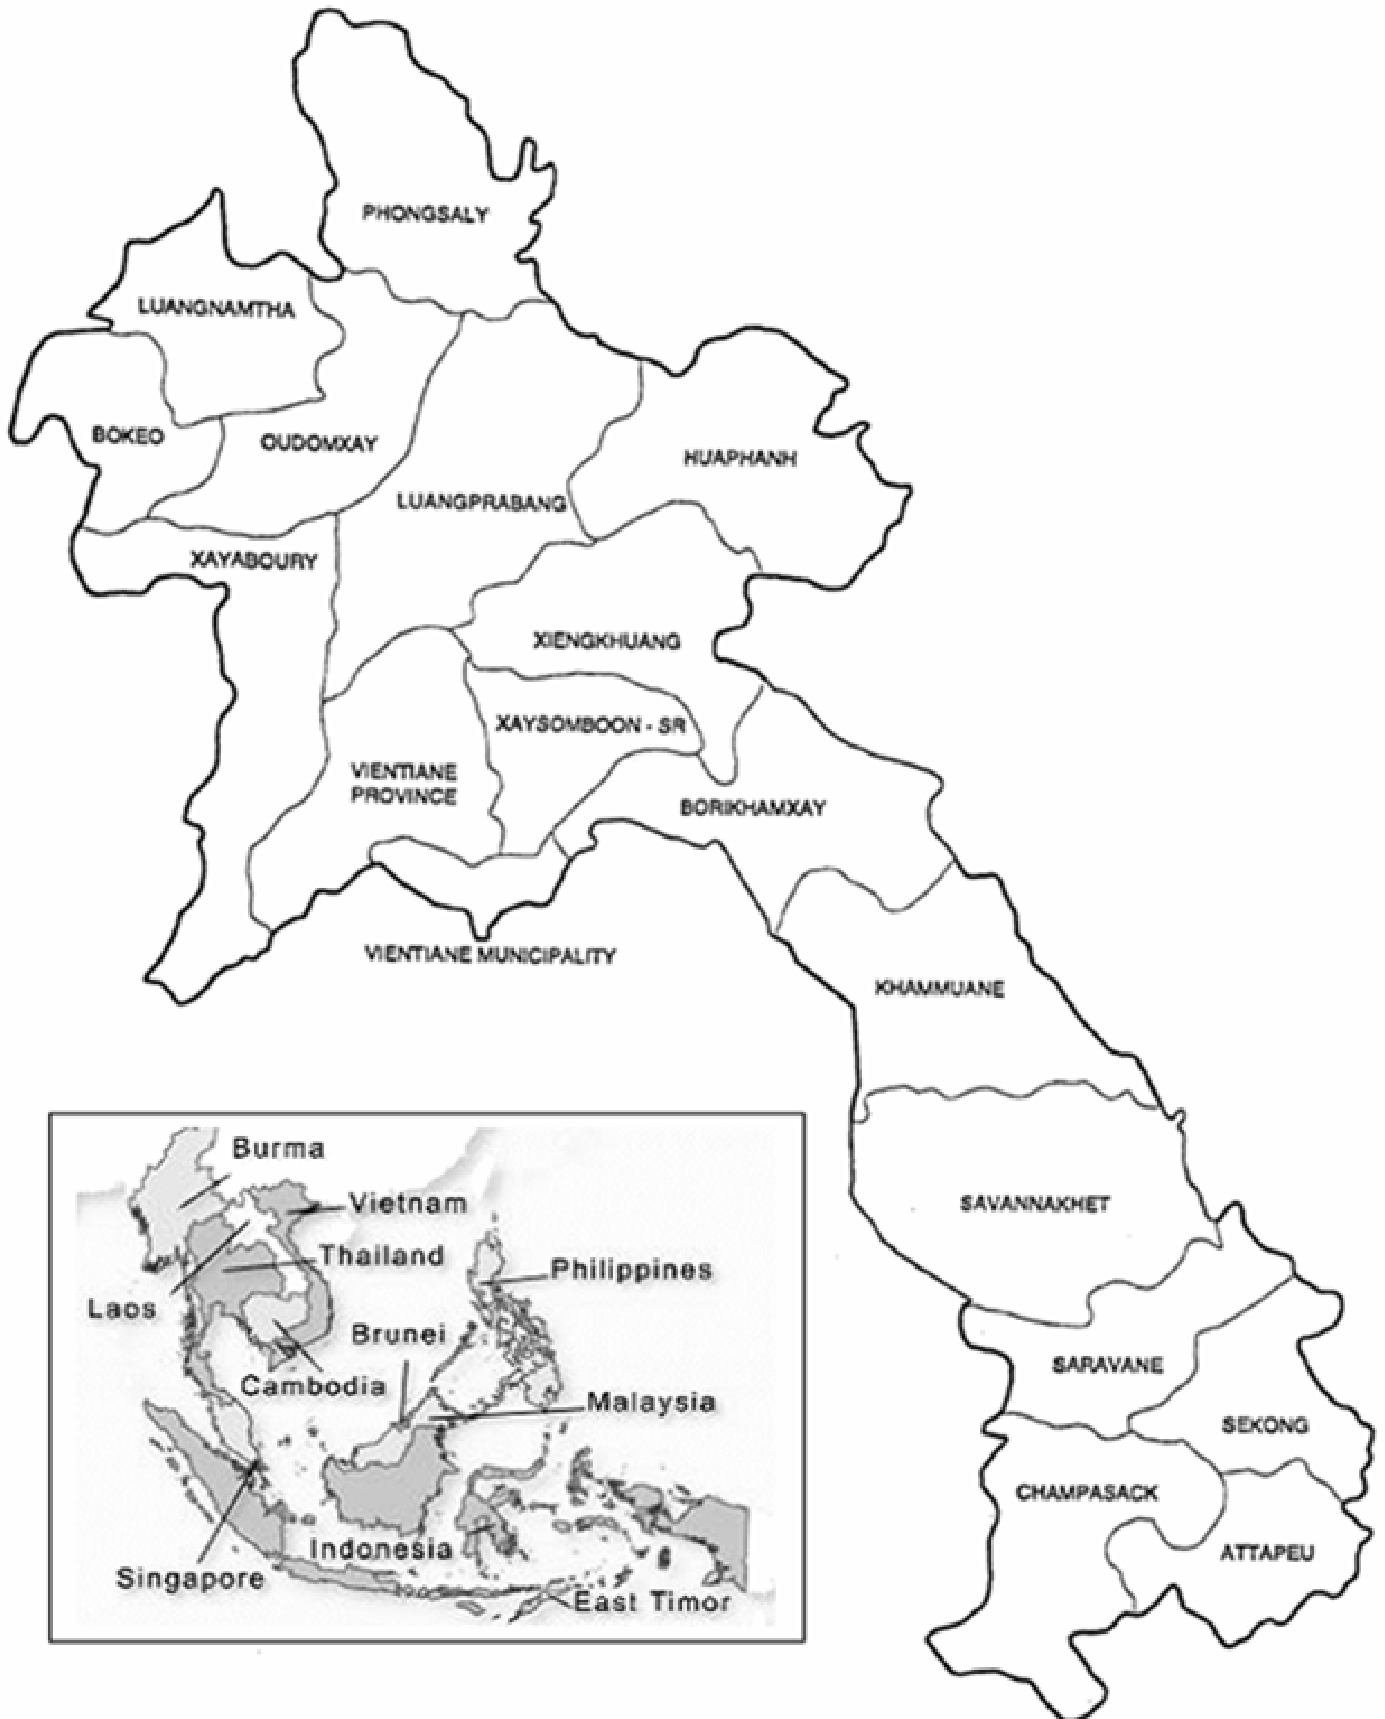 PHONGSALY
LUANGNAMTHA
BOKEO
OUDOMXAY
HUAPHANH
LUANGPRABANG
XAYABOURY
XIENGKHUANG
XAYSOMBOON - SR
VIENTIANE
PROVINCE
BORIKHAMXAY
VIENTIANE MUNICIPALITY
KHAMMUANE
SAVANNAKHET
SARAVANE
SEKONG
CHAMPASACK
ATTAPEU
Burma
Vietnam
Thailand
Philippines
Laos
Brunei
Cambodia
Malaysia
Indonesia
Singapore
East Timor